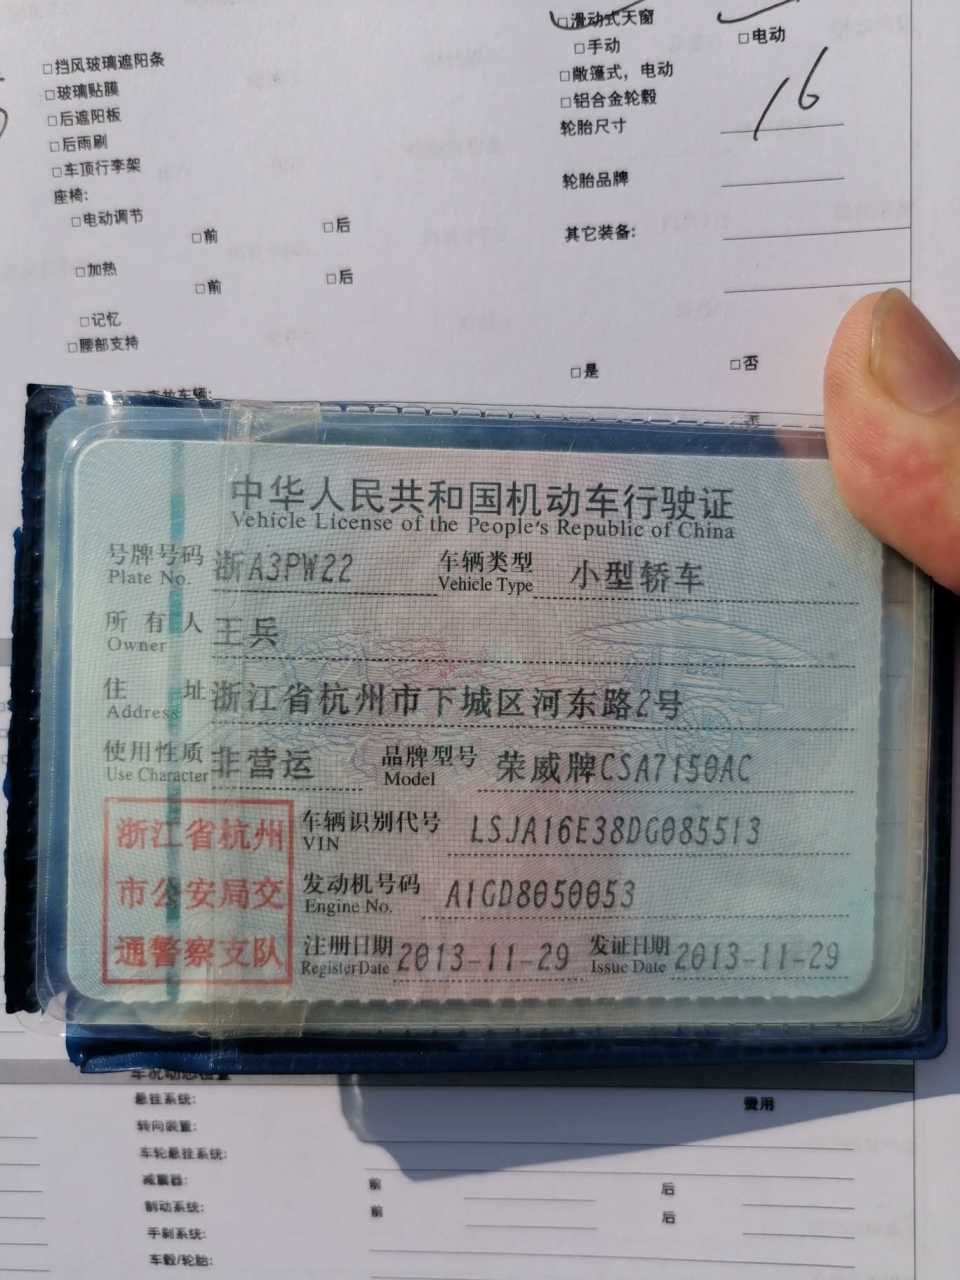 □滑动式天窗
□手动 □电动
□敞篷式，电动
□铝合金轮毂
轮胎尺寸 16
轮胎品牌
其它装备:
□是 □否
□挡风玻璃遮阳条
□玻璃贴膜
□后遮阳板
□后雨刷
□车顶行李架
座椅:
□电动调节
□前 □后
□加热
□前 □后
□记忆
□腰部支持
中华人民共和国机动车行驶证
Vehicle License of the People's Republic of China
号牌号码 浙A3PW22 车辆类型 小型轿车
Plate No. Vehicle Type
所有人 王兵
Owner
住址 浙江省杭州市下城区河东路2号
Address
使用性质 非营运 品牌型号 荣威牌CSA7150AC
Use Character Model
浙江省杭州
市公安局交
通警察支队
车辆识别代号 LSJA16E38DG085513
VIN
发动机号码 A1GD8050053
Engine No.
注册日期 2013-11-29 发证日期 2013-11-29
Register Date Issue Date
悬挂系统: 费用
转向装置:
车轮悬挂系统:
减震器: 前 后
制动系统: 前 后
手刹系统:
车毂/轮胎: